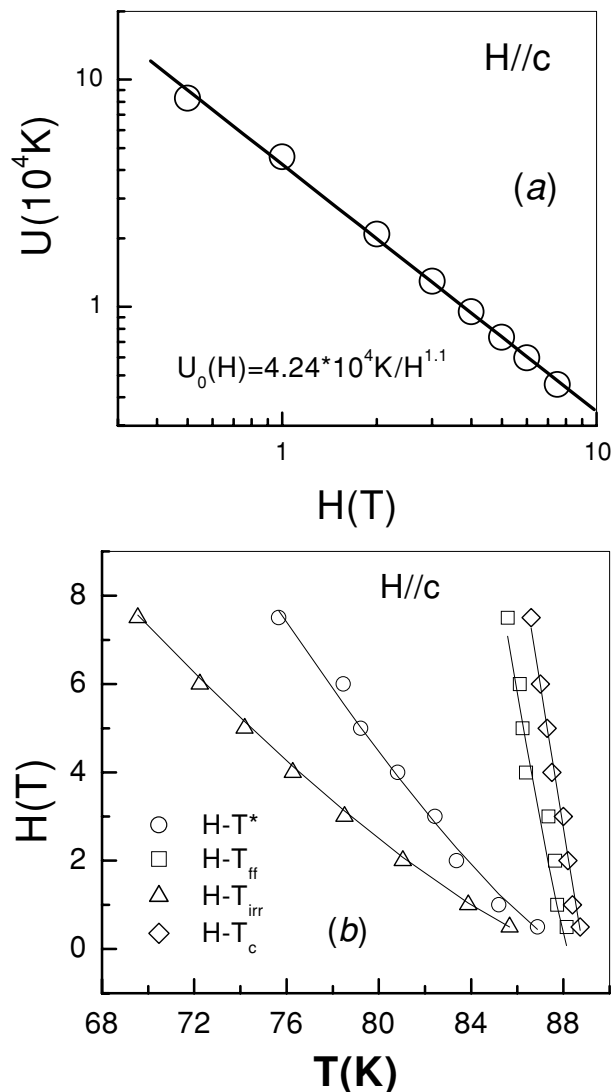 H//c
10
U(10⁴K)
(a)
1
U₀(H)=4.24*10⁴K/H¹·¹
1
10
H(T)
H//c
8
6
4
2
0
H(T)
H-T*
H-T_ff
H-T_irr
H-T_c
(b)
68 72 76 80 84 88
T(K)